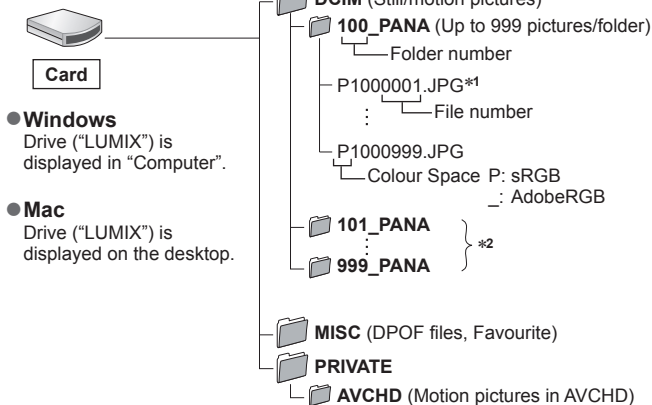 DCIM (Still/motion pictures)
100_PANA (Up to 999 pictures/folder)
Folder number
Card
P1000001.JPG*1
File number
●Windows
Drive ("LUMIX") is
displayed in "Computer".
P1000999.JPG
Colour Space P: sRGB
_: AdobeRGB
●Mac
Drive ("LUMIX") is
displayed on the desktop.
101_PANA
*2
999_PANA
MISC (DPOF files, Favourite)
PRIVATE
AVCHD (Motion pictures in AVCHD)